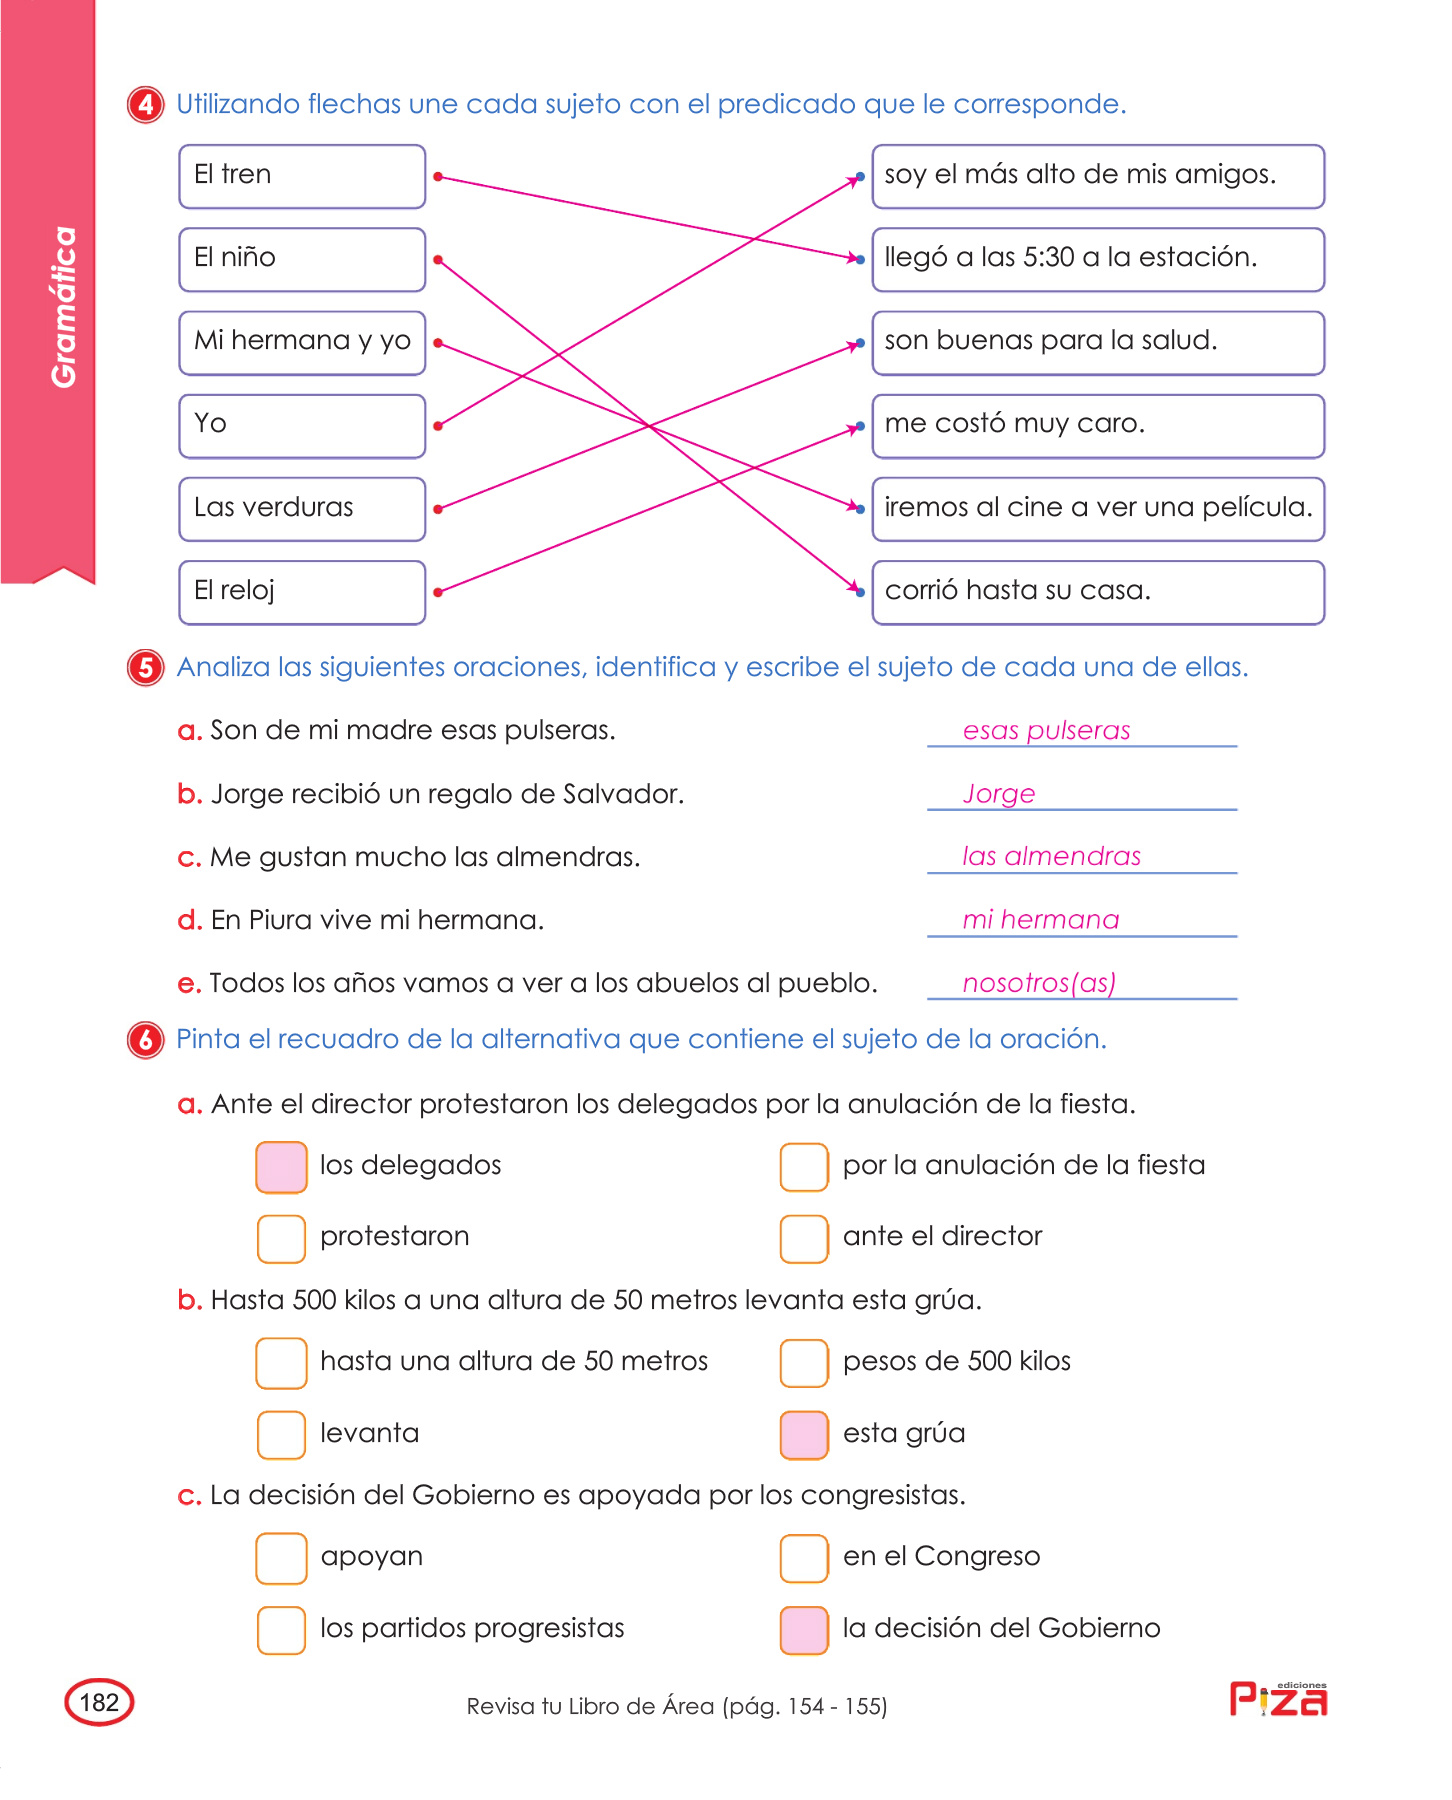 Gramática
4 Utilizando flechas une cada sujeto con el predicado que le corresponde.
El tren
soy el más alto de mis amigos.
El niño
llegó a las 5:30 a la estación.
Mi hermana y yo
son buenas para la salud.
Yo
me costó muy caro.
Las verduras
iremos al cine a ver una película.
El reloj
corrió hasta su casa.
5 Analiza las siguientes oraciones, identifica y escribe el sujeto de cada una de ellas.
a. Son de mi madre esas pulseras. esas pulseras
b. Jorge recibió un regalo de Salvador. Jorge
c. Me gustan mucho las almendras. las almendras
d. En Piura vive mi hermana. mi hermana
e. Todos los años vamos a ver a los abuelos al pueblo. nosotros(as)
6 Pinta el recuadro de la alternativa que contiene el sujeto de la oración.
a. Ante el director protestaron los delegados por la anulación de la fiesta.
los delegados
por la anulación de la fiesta
protestaron
ante el director
b. Hasta 500 kilos a una altura de 50 metros levanta esta grúa.
hasta una altura de 50 metros
pesos de 500 kilos
levanta
esta grúa
c. La decisión del Gobierno es apoyada por los congresistas.
apoyan
en el Congreso
los partidos progresistas
la decisión del Gobierno
182
Revisa tu Libro de Área (pág. 154 - 155)
ediciones
Piza